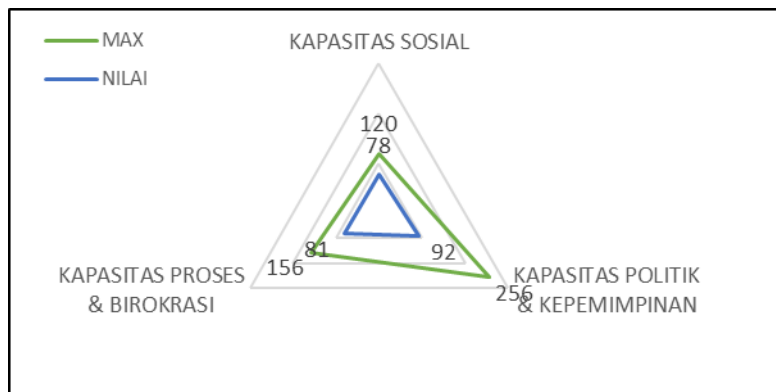 MAX
NILAI
KAPASITAS SOSIAL
120
78
81
156
92
256
KAPASITAS PROSES
& BIROKRASI
KAPASITAS POLITIK
& KEPEMIMPINAN